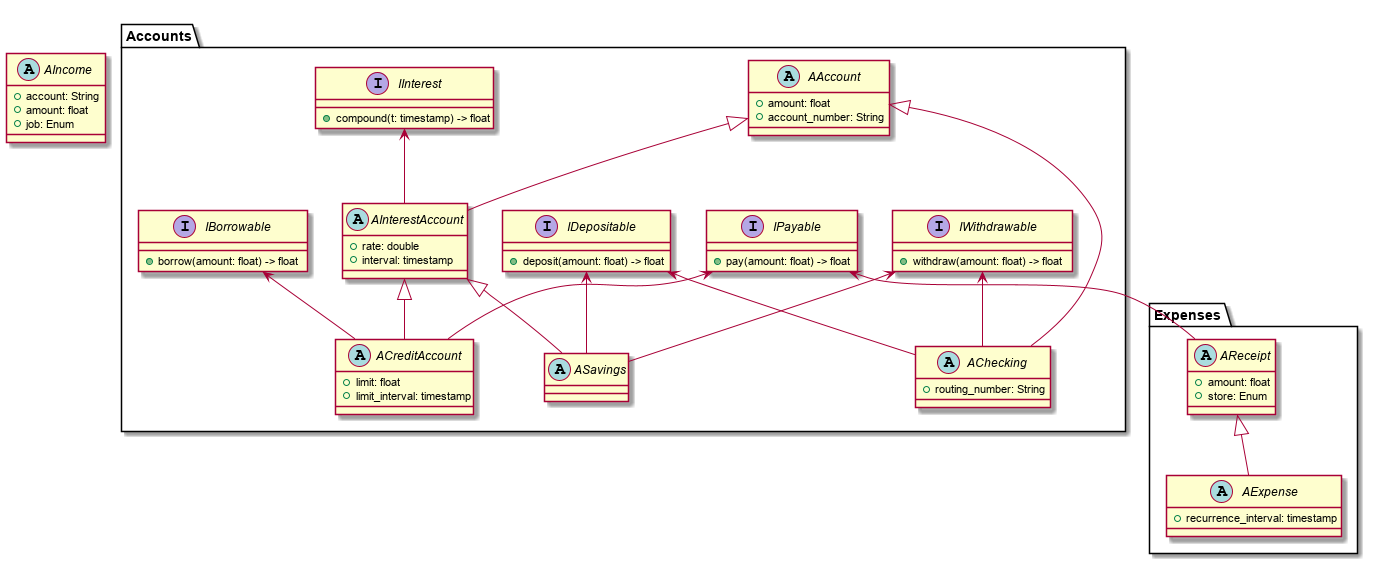 Accounts
A AIncome
account: String
amount: float
job: Enum
I IInterest
compound(t: timestamp) -> float
A AAccount
amount: float
account_number: String
I IBorrowable
borrow(amount: float) -> float
A AInterestAccount
rate: double
interval: timestamp
I IDepositable
deposit(amount: float) -> float
I IPayable
pay(amount: float) -> float
I IWithdrawable
withdraw(amount: float) -> float
A ACreditAccount
limit: float
limit_interval: timestamp
A ASavings
A AChecking
routing_number: String
Expenses
A AReceipt
amount: float
store: Enum
A AExpense
recurrence_interval: timestamp